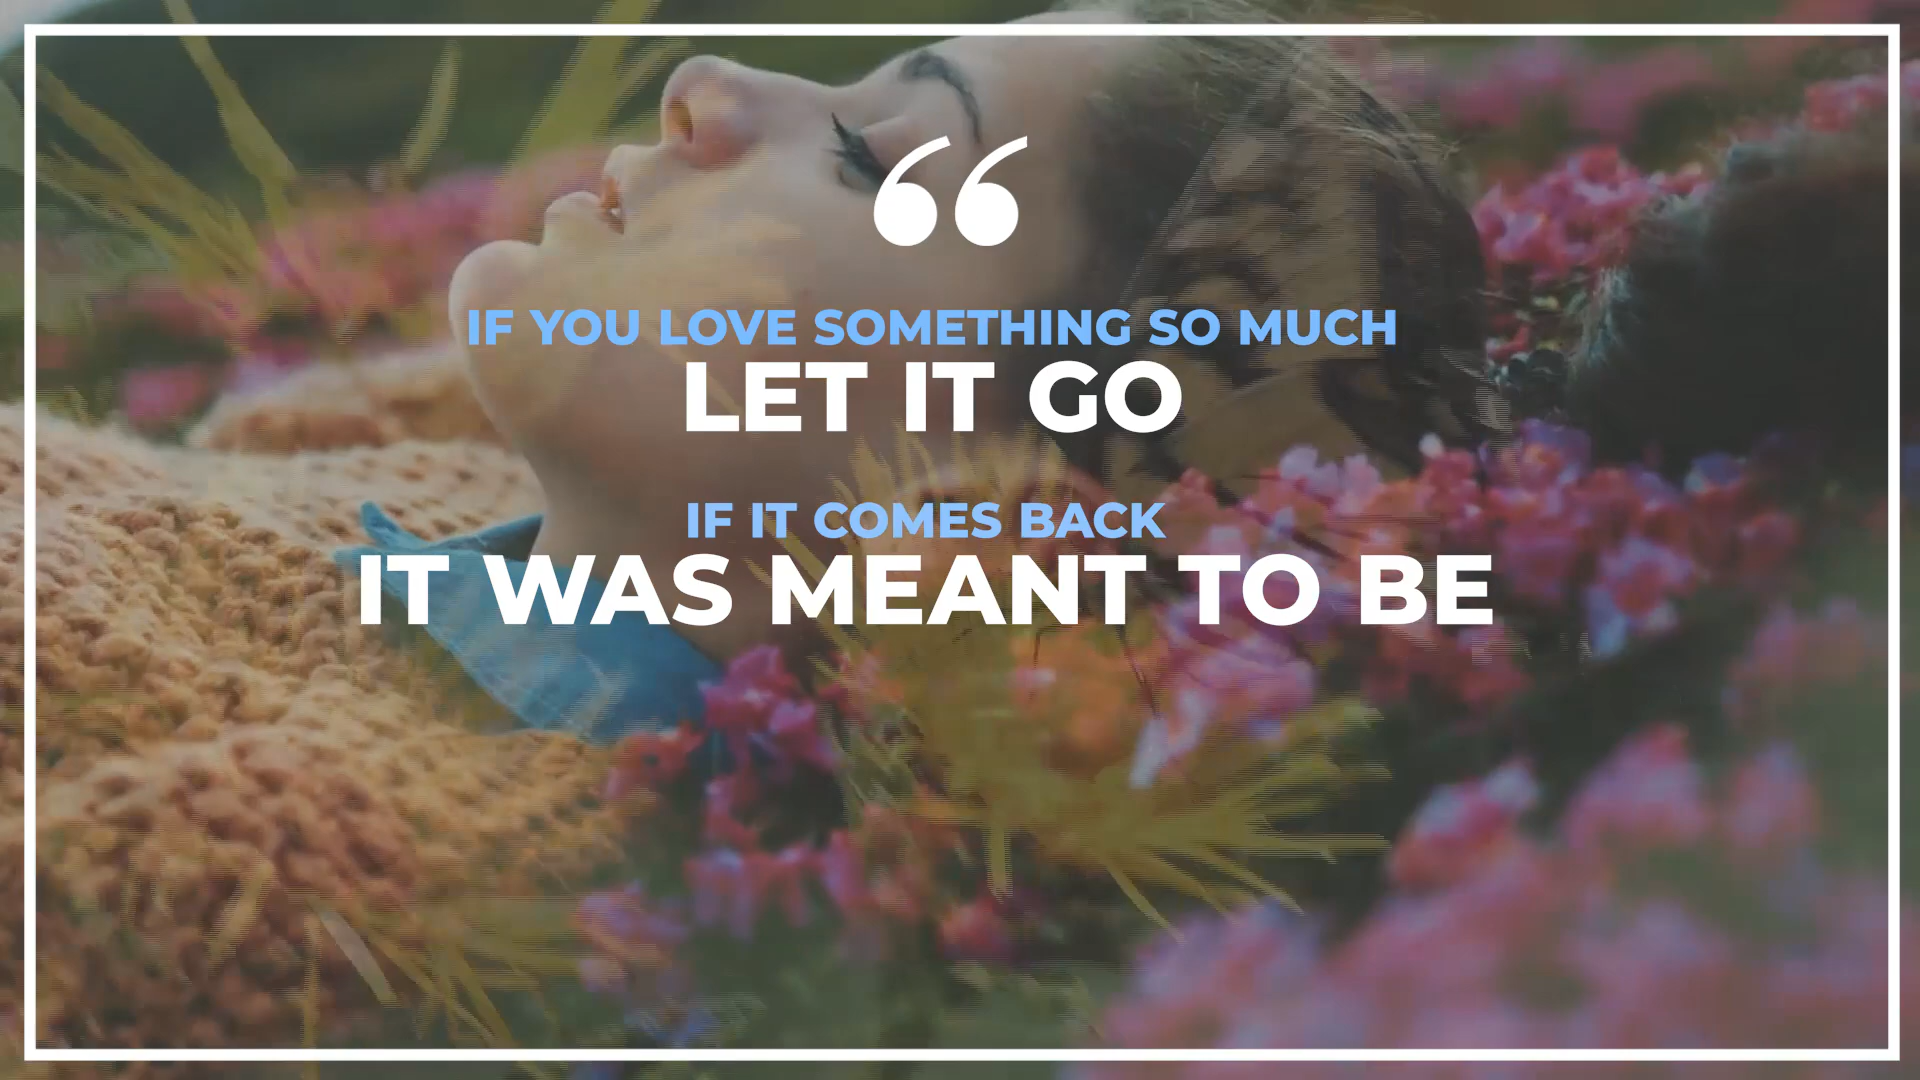 “
IF YOU LOVE SOMETHING SO MUCH
LET IT GO
IF IT COMES BACK
IT WAS MEANT TO BE